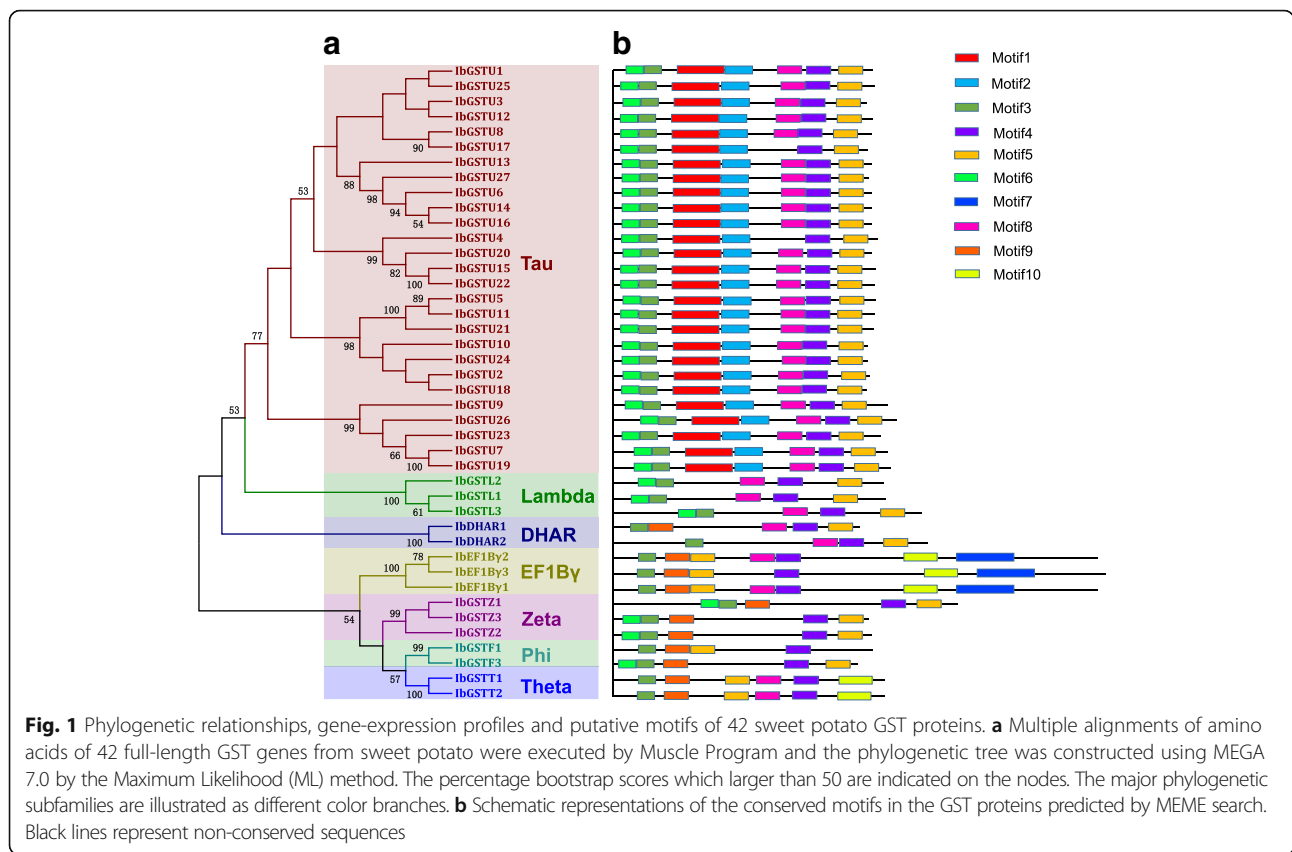 a
b
IbGSTU1
IbGSTU25
IbGSTU3
IbGSTU12
IbGSTU8
90
IbGSTU17
IbGSTU13
88
IbGSTU27
98
IbGSTU6
53
94
IbGSTU14
54
IbGSTU16
IbGSTU4
99
IbGSTU20
82
IbGSTU15
100
IbGSTU22
Tau
89
IbGSTU5
100
IbGSTU11
IbGSTU21
77
98
IbGSTU10
IbGSTU24
IbGSTU2
IbGSTU18
IbGSTU9
99
IbGSTU26
IbGSTU23
66
IbGSTU7
100
IbGSTU19
53
IbGSTL2
100
IbGSTL1
61
IbGSTL3
Lambda
IbDHAR1
100
IbDHAR2
DHAR
78
IbEF1Bγ2
100
IbEF1Bγ3
IbEF1Bγ1
EF1Bγ
54
IbGSTZ1
99
IbGSTZ3
IbGSTZ2
Zeta
99
IbGSTF1
IbGSTF3
Phi
57
IbGSTT1
100
IbGSTT2
Theta
Motif1
Motif2
Motif3
Motif4
Motif5
Motif6
Motif7
Motif8
Motif9
Motif10
Fig. 1 Phylogenetic relationships, gene-expression profiles and putative motifs of 42 sweet potato GST proteins. a Multiple alignments of amino
acids of 42 full-length GST genes from sweet potato were executed by Muscle Program and the phylogenetic tree was constructed using MEGA
7.0 by the Maximum Likelihood (ML) method. The percentage bootstrap scores which larger than 50 are indicated on the nodes. The major phylogenetic
subfamilies are illustrated as different color branches. b Schematic representations of the conserved motifs in the GST proteins predicted by MEME search.
Black lines represent non-conserved sequences